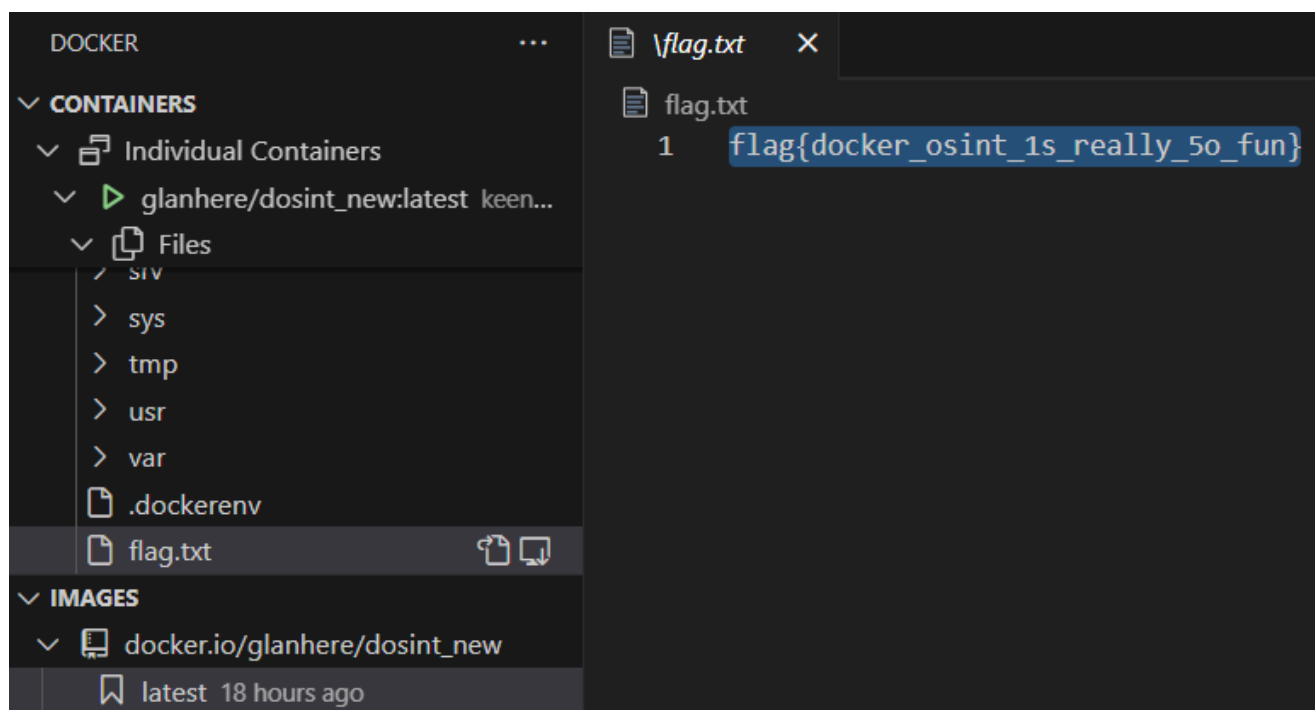 DOCKER
CONTAINERS
Individual Containers
glanhere/dosint_new:latest keen...
Files
srv
sys
tmp
usr
var
.dockerenv
flag.txt
IMAGES
docker.io/glanhere/dosint_new
latest 18 hours ago
\flag.txt
flag.txt
1 flag{docker_osint_1s_really_5o_fun}